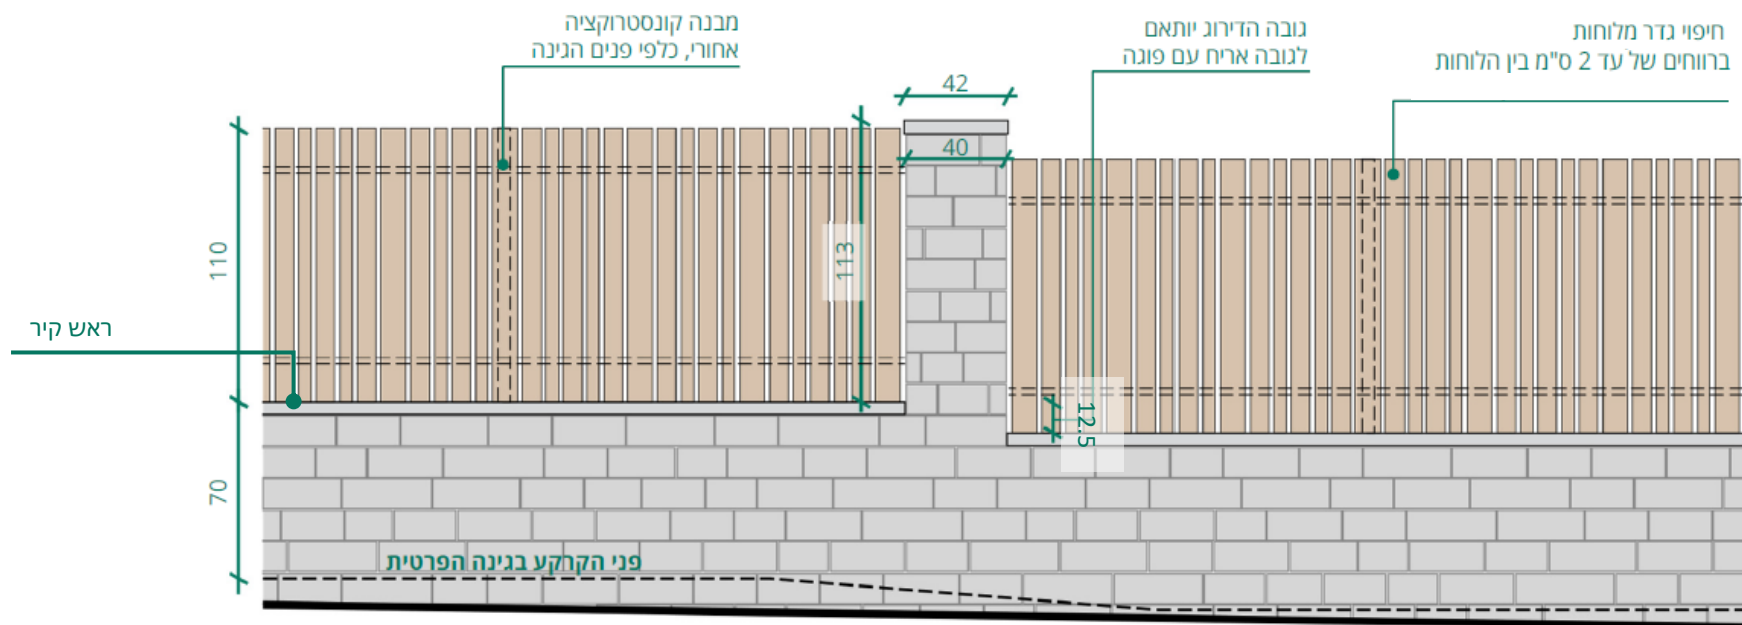 חיפוי גדר מלוחות
ברווחים של עד 2 ס"מ בין הלוחות
גובה הדירוג יותאם
לגובה אריח עם פוגה
מבנה קונסטרוקציה
אחורי, כלפי פנים הגינה
42
40
110
113
ראש קיר
12.5
70
פני הקרקע בגינה הפרטית